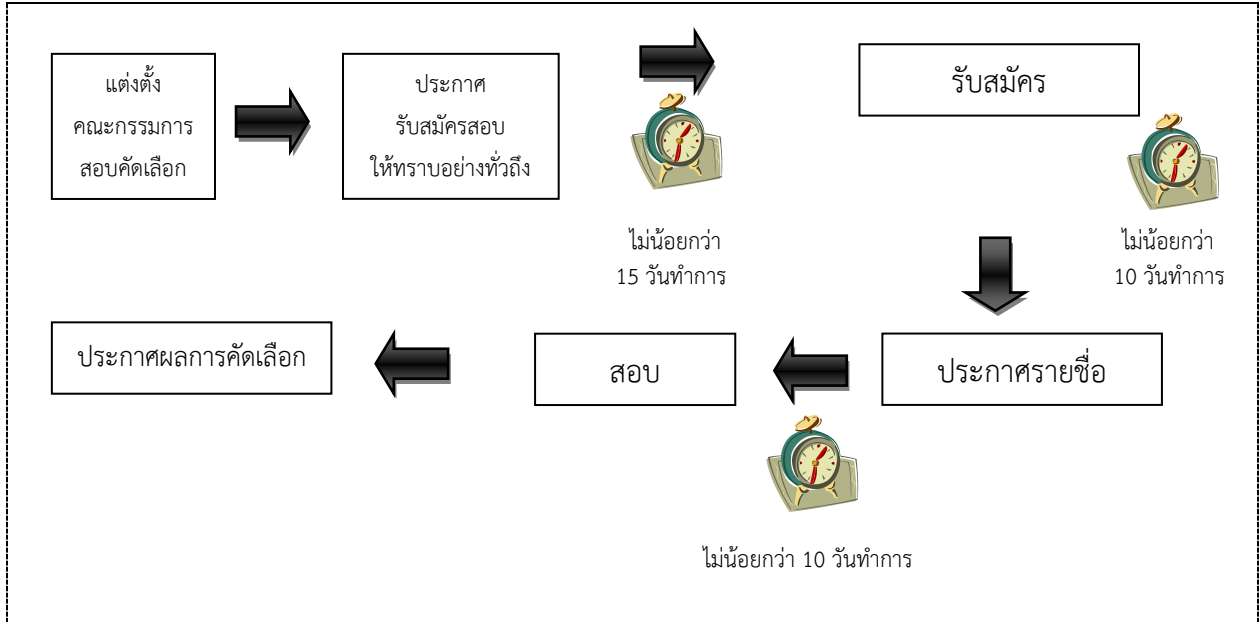 แต่งตั้ง
คณะกรรมการ
สอบคัดเลือก
ประกาศ
รับสมัครสอบ
ให้ทราบอย่างทั่วถึง
ไม่น้อยกว่า
15 วันทำการ
รับสมัคร
ไม่น้อยกว่า
10 วันทำการ
ประกาศรายชื่อ
ไม่น้อยกว่า 10 วันทำการ
สอบ
ประกาศผลการคัดเลือก